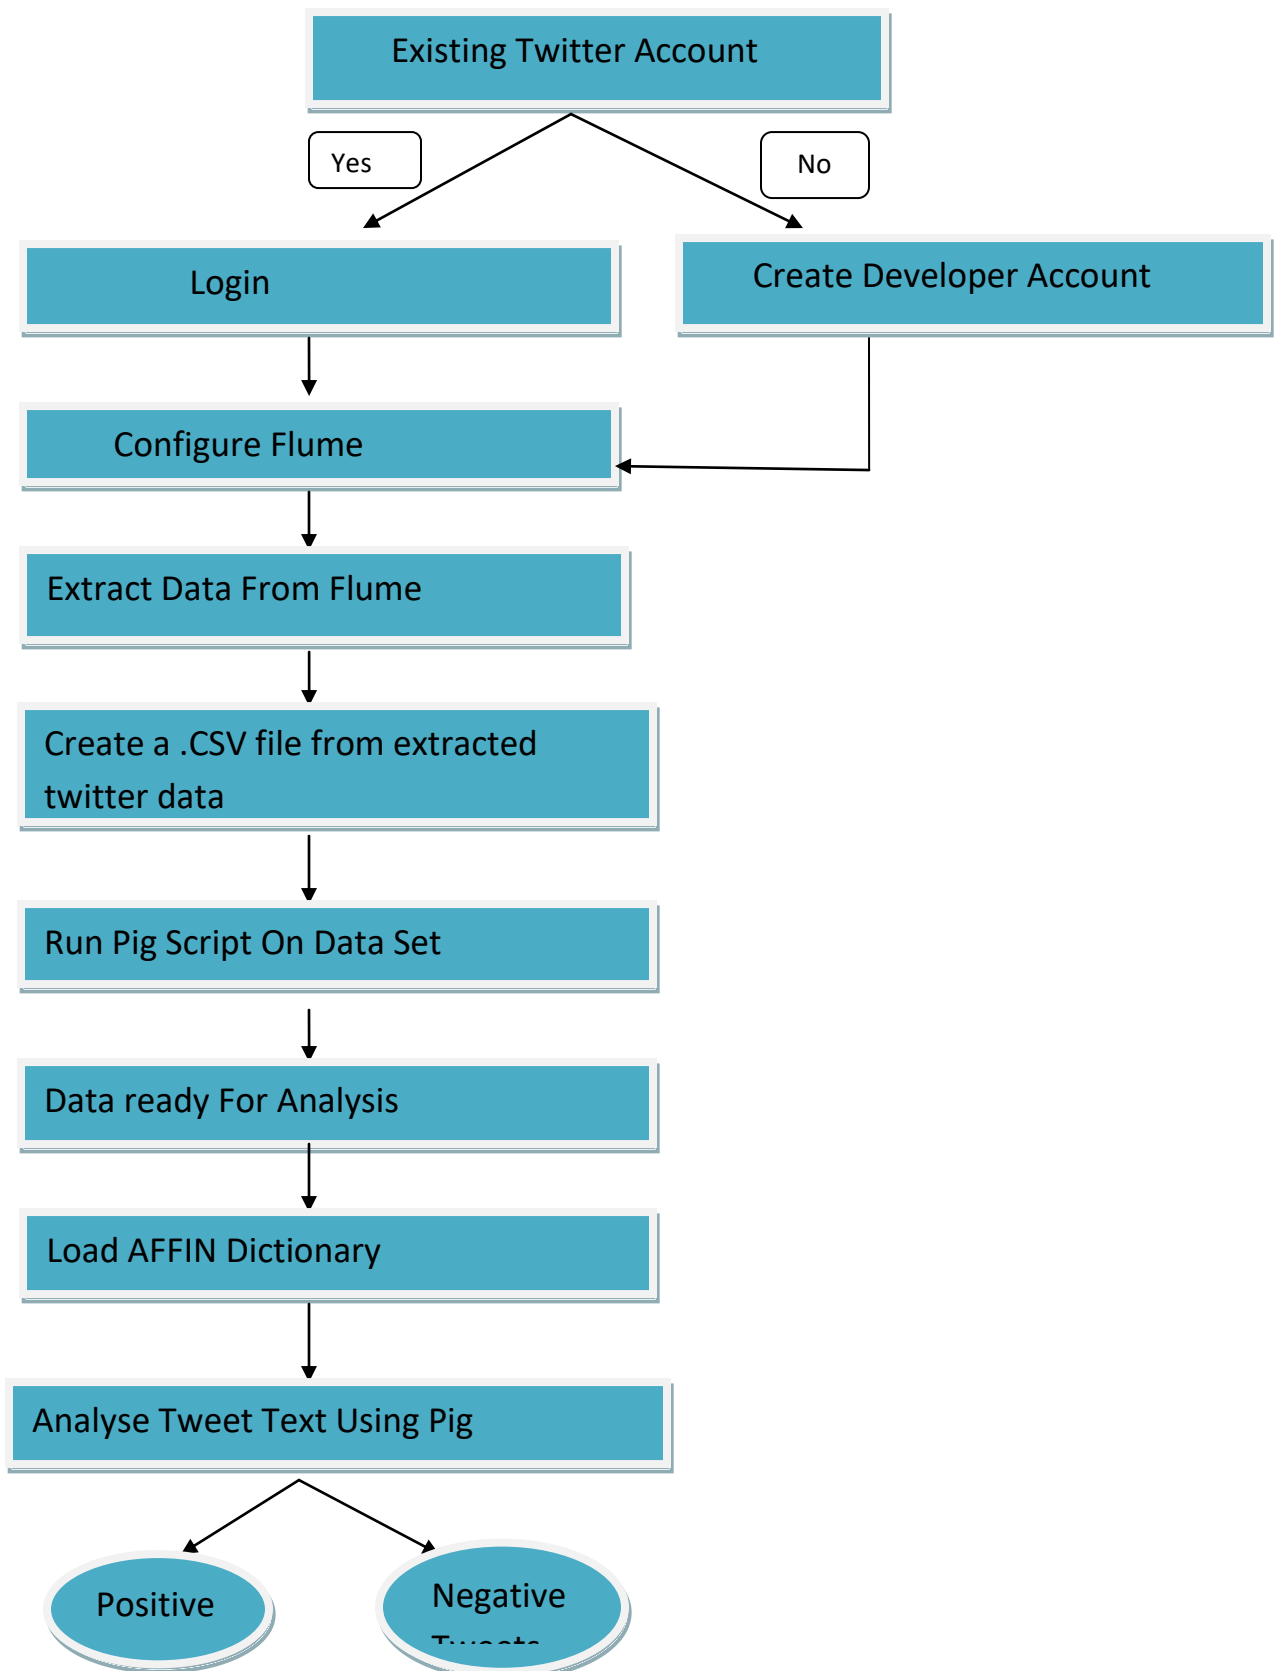 Existing Twitter Account
Yes
No
Login
Create Developer Account
Configure Flume
Extract Data From Flume
Create a .CSV file from extracted
twitter data
Run Pig Script On Data Set
Data ready For Analysis
Load AFFIN Dictionary
Analyse Tweet Text Using Pig
Positive
Negative
Tweets